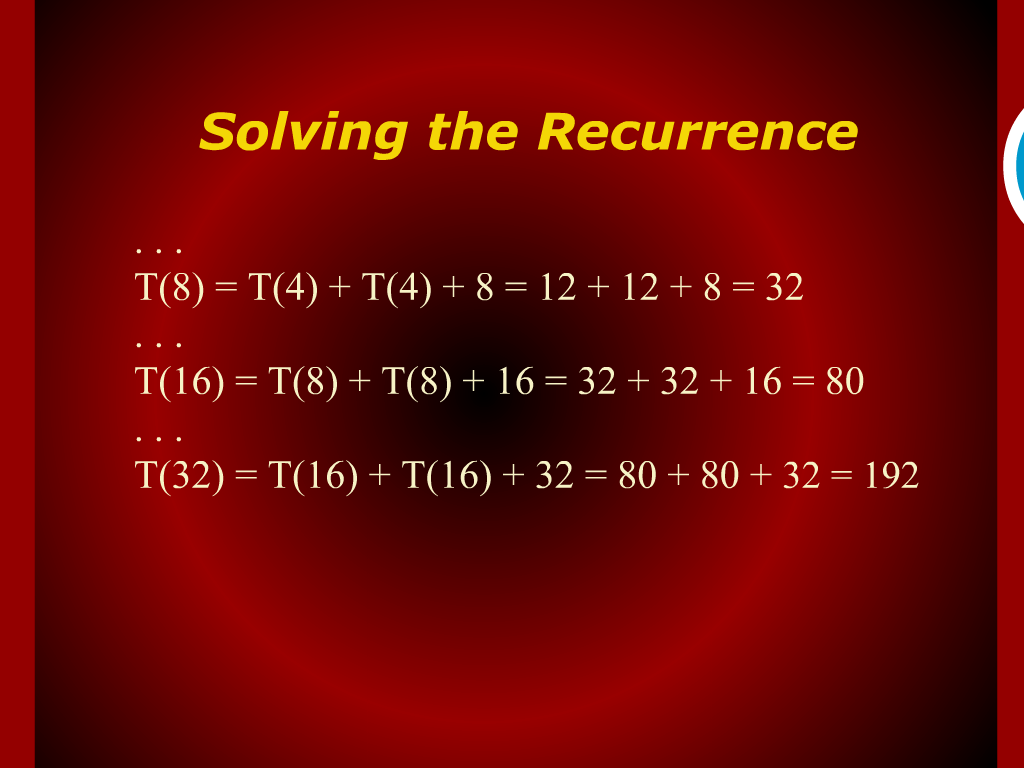 Solving the Recurrence
. . .
T(8) = T(4) + T(4) + 8 = 12 + 12 + 8 = 32
. . .
T(16) = T(8) + T(8) + 16 = 32 + 32 + 16 = 80
. . .
T(32) = T(16) + T(16) + 32 = 80 + 80 + 32 = 192